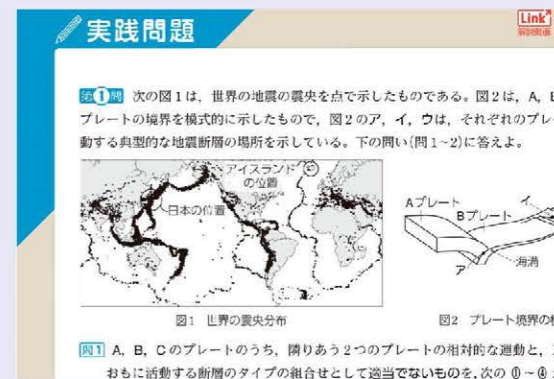 実践問題
Link
解説動画
第1問 次の図1は,世界の地震の震央を点で示したものである。図2は,A,B
プレートの境界を模式的に示したもので,図2のア,イ,ウは,それぞれのプレー
動する典型的な地震断層の場所を示している。下の問い(問1~2)に答えよ。
アイスランド
の位置
日本の位置
Aプレート
Bプレート
イ
ア
海溝
図1 世界の震央分布
図2 プレート境界の模
問1 A,B,Cのプレートのうち,隣りあう2つのプレートの相対的な運動と,
おもに活動する断層のタイプの組合せとして適当でないものを,次の①~④